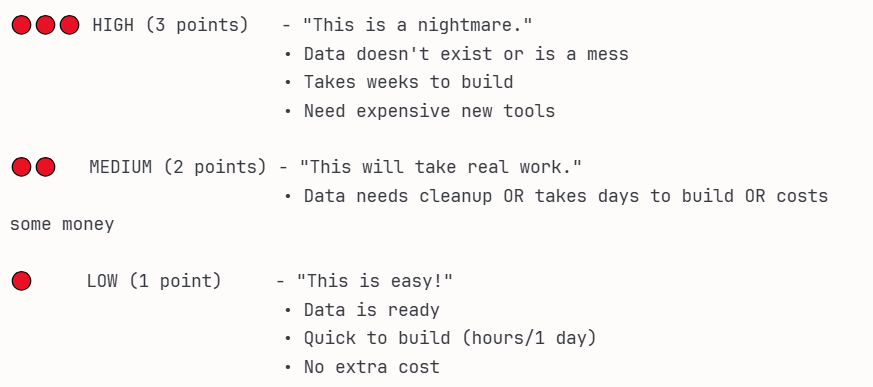 🔴🔴🔴 HIGH (3 points)   - "This is a nightmare."
• Data doesn't exist or is a mess
• Takes weeks to build
• Need expensive new tools
🔴🔴   MEDIUM (2 points) - "This will take real work."
• Data needs cleanup OR takes days to build OR costs
some money
🔴     LOW (1 point)     - "This is easy!"
• Data is ready
• Quick to build (hours/1 day)
• No extra cost